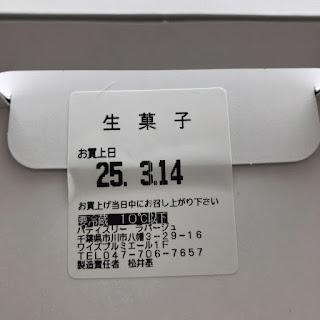 生菓子
お買上日
25. 3.14
お買上げ当日中にお召し上がり下さい
要冷蔵 10℃以下
パティスリー ラパージュ
千葉県市川市八幡3-29-16
ワイズプルミエール1F
TEL047-706-7657
製造責任者 松井基